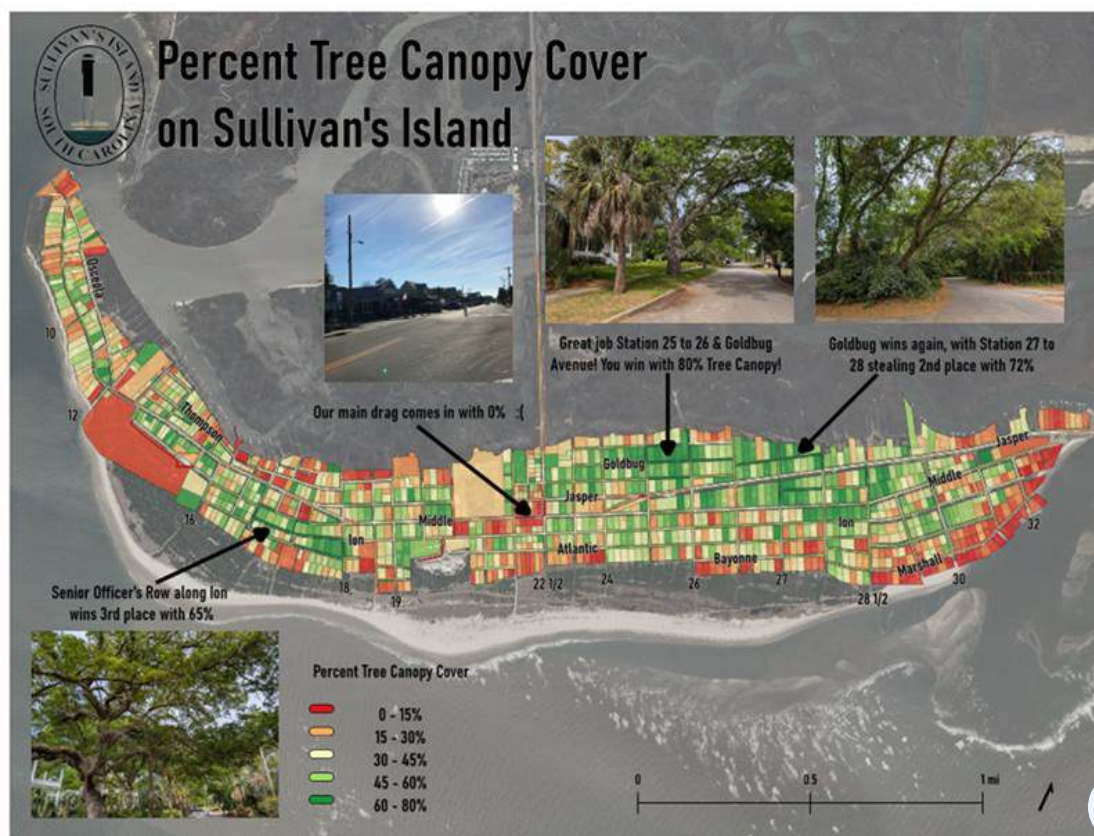 SULLIVAN'S ISLAND
SOUTH CAROLINA
Percent Tree Canopy Cover
on Sullivan's Island
Great job Station 25 to 26 & Goldbug
Avenue! You win with 80% Tree Canopy!
Goldbug wins again, with Station 27 to
28 stealing 2nd place with 72%
Our main drag comes in with 0% :(
Osceola
10
12
Thompson
16
Ion
18
19
Middle
Goldbug
Jasper
Atlantic
22 1/2
24
26
Bayonne
27
Ion
28 1/2
Marshall
30
32
Middle
Jasper
Senior Officer's Row along Ion
wins 3rd place with 65%
Percent Tree Canopy Cover
0 - 15%
15 - 30%
30 - 45%
45 - 60%
60 - 80%
0
0.5
1 mi